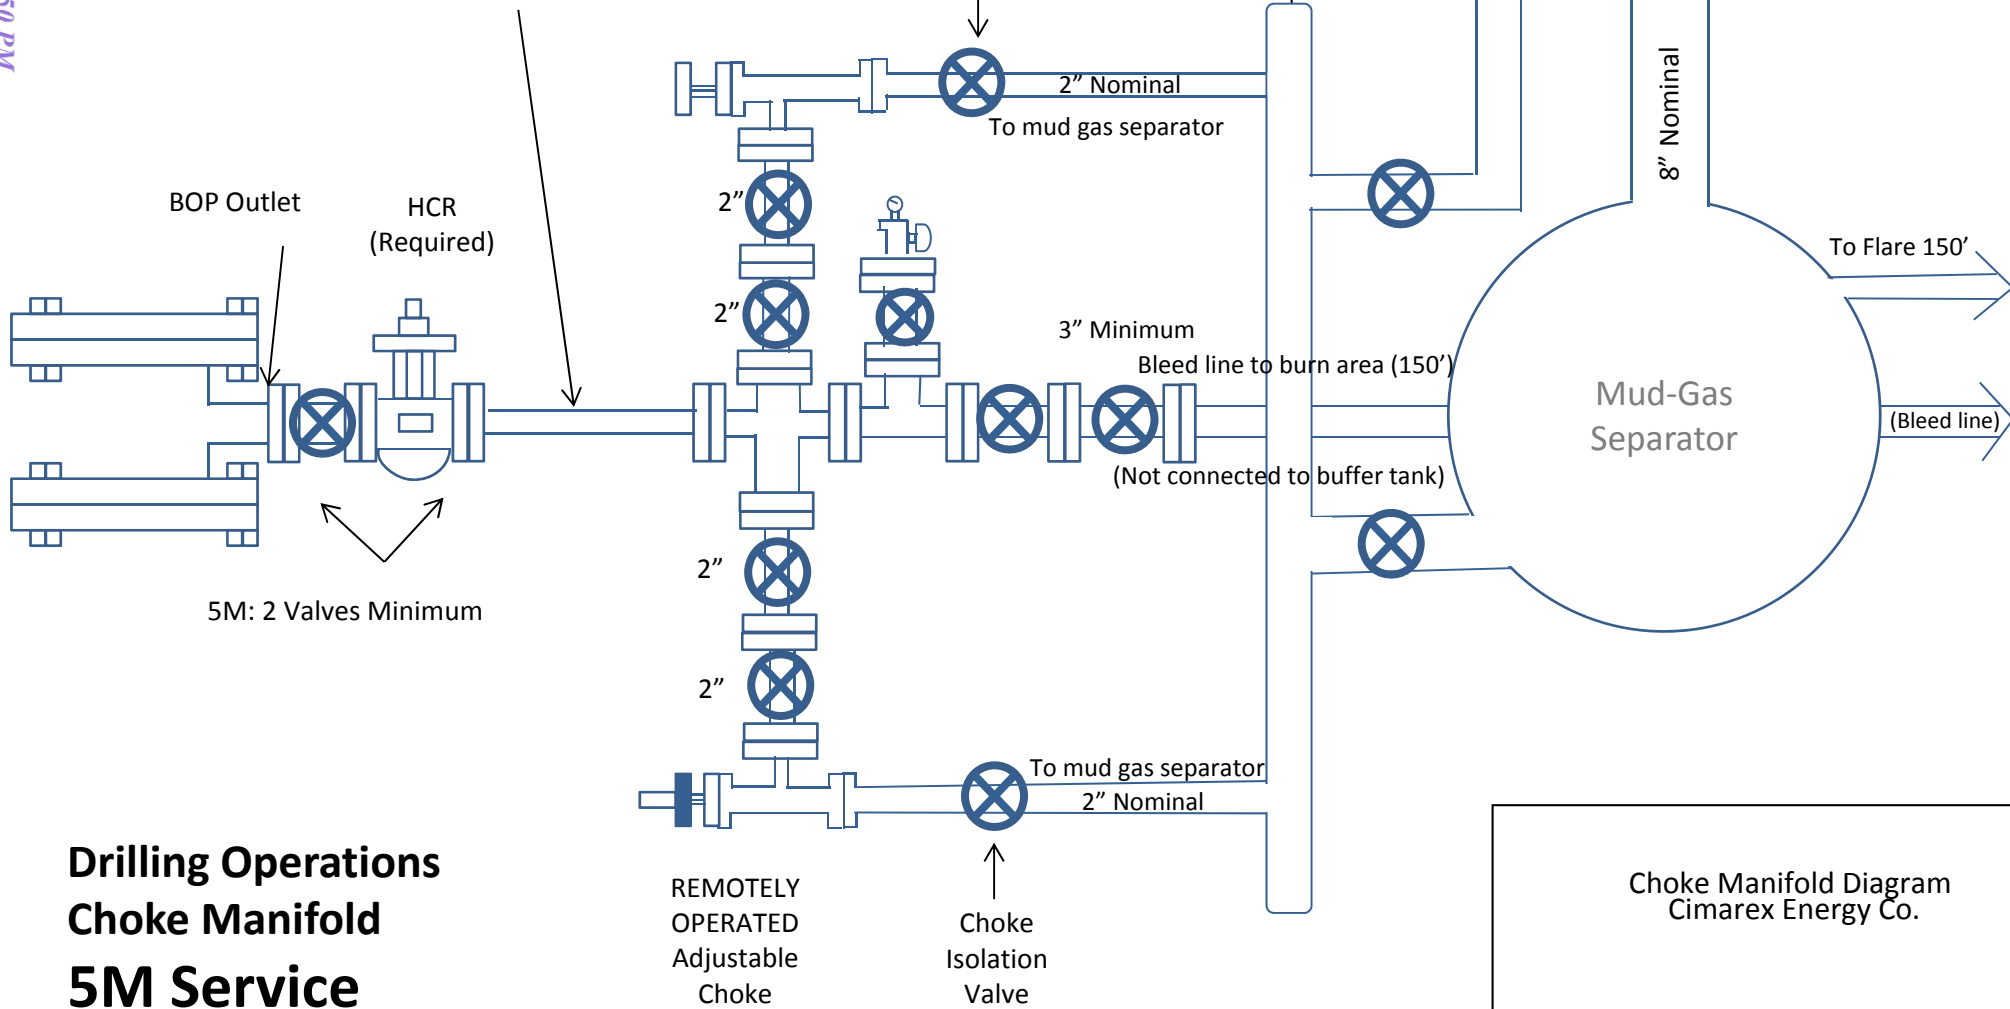 50 PM
2” Nominal
To mud gas separator
8” Nominal
BOP Outlet
HCR
(Required)
2”
2”
To Flare 150’
3” Minimum
Bleed line to burn area (150’)
Mud-Gas
Separator
(Bleed line)
(Not connected to buffer tank)
2”
5M: 2 Valves Minimum
2”
To mud gas separator
2” Nominal
Drilling Operations
Choke Manifold
5M Service
REMOTELY
OPERATED
Adjustable
Choke
Choke
Isolation
Valve
Choke Manifold Diagram
Cimarex Energy Co.